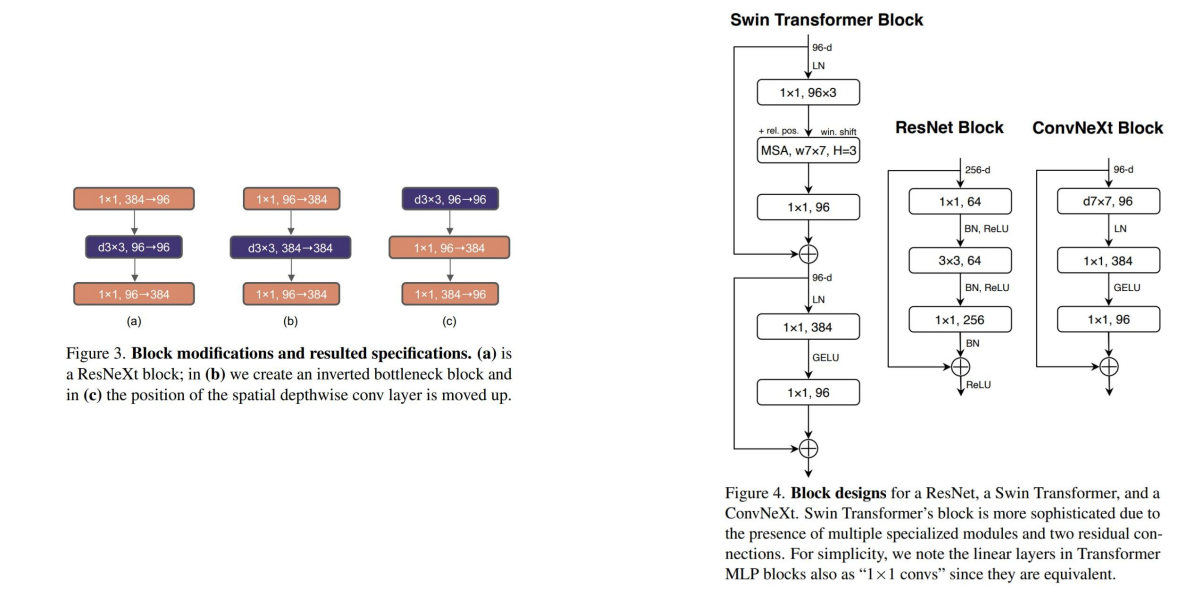 1×1, 384→96
d3×3, 96→96
1×1, 96→384
(a)
1×1, 96→384
d3×3, 384→384
1×1, 96→384
(b)
d3×3, 96→96
1×1, 96→384
1×1, 384→96
(c)
Figure 3. Block modifications and resulted specifications. (a) is
a ResNeXt block; in (b) we create an inverted bottleneck block and
in (c) the position of the spatial depthwise conv layer is moved up.
Swin Transformer Block
96-d
LN
1×1, 96×3
+ rel. pos. win. shift
MSA, w7×7, H=3
1×1, 96
96-d
LN
1×1, 384
GELU
1×1, 96
ResNet Block
256-d
1×1, 64
BN, ReLU
3×3, 64
BN, ReLU
1×1, 256
BN
ReLU
ConvNeXt Block
96-d
d7×7, 96
LN
1×1, 384
GELU
1×1, 96
Figure 4. Block designs for a ResNet, a Swin Transformer, and a
ConvNeXt. Swin Transformer's block is more sophisticated due to
the presence of multiple specialized modules and two residual con-
nections. For simplicity, we note the linear layers in Transformer
MLP blocks also as "1×1 convs" since they are equivalent.